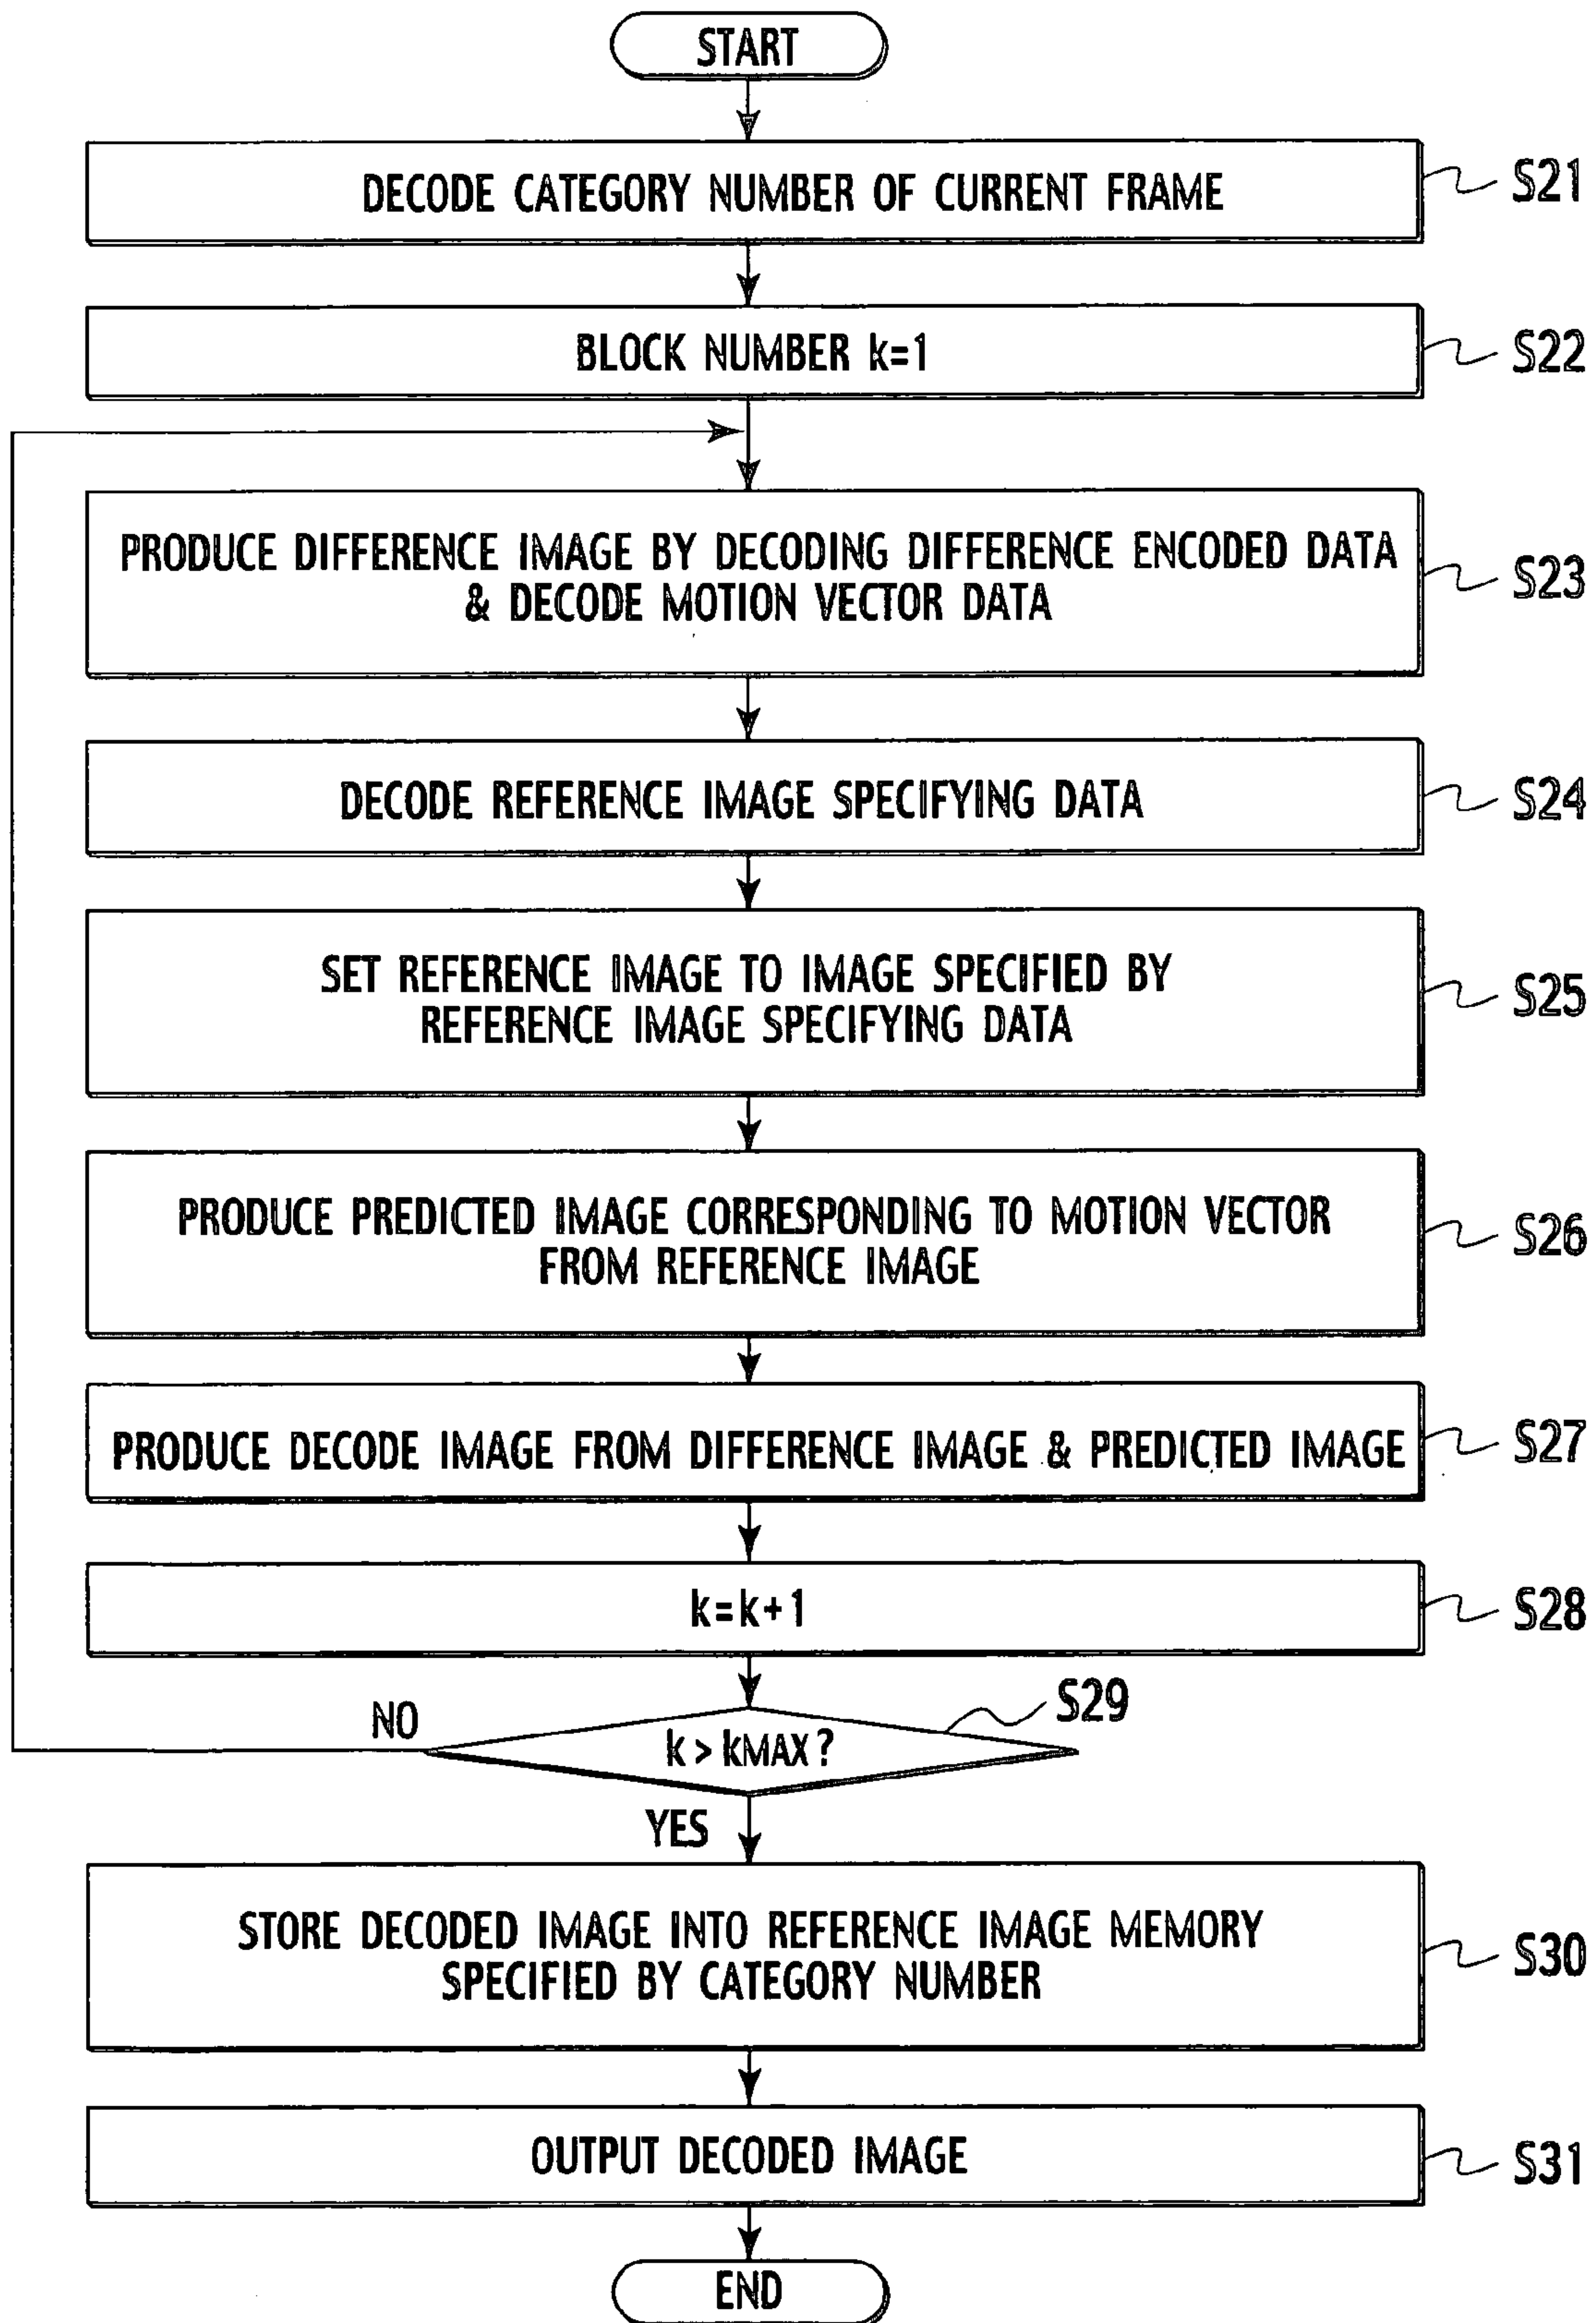 START
DECODE CATEGORY NUMBER OF CURRENT FRAME
S21
BLOCK NUMBER k=1
S22
PRODUCE DIFFERENCE IMAGE BY DECODING DIFFERENCE ENCODED DATA
& DECODE MOTION VECTOR DATA
S23
DECODE REFERENCE IMAGE SPECIFYING DATA
S24
SET REFERENCE IMAGE TO IMAGE SPECIFIED BY
REFERENCE IMAGE SPECIFYING DATA
S25
PRODUCE PREDICTED IMAGE CORRESPONDING TO MOTION VECTOR
FROM REFERENCE IMAGE
S26
PRODUCE DECODE IMAGE FROM DIFFERENCE IMAGE & PREDICTED IMAGE
S27
k=k+1
S28
NO
k > kMAX?
S29
YES
STORE DECODED IMAGE INTO REFERENCE IMAGE MEMORY
SPECIFIED BY CATEGORY NUMBER
S30
OUTPUT DECODED IMAGE
S31
END